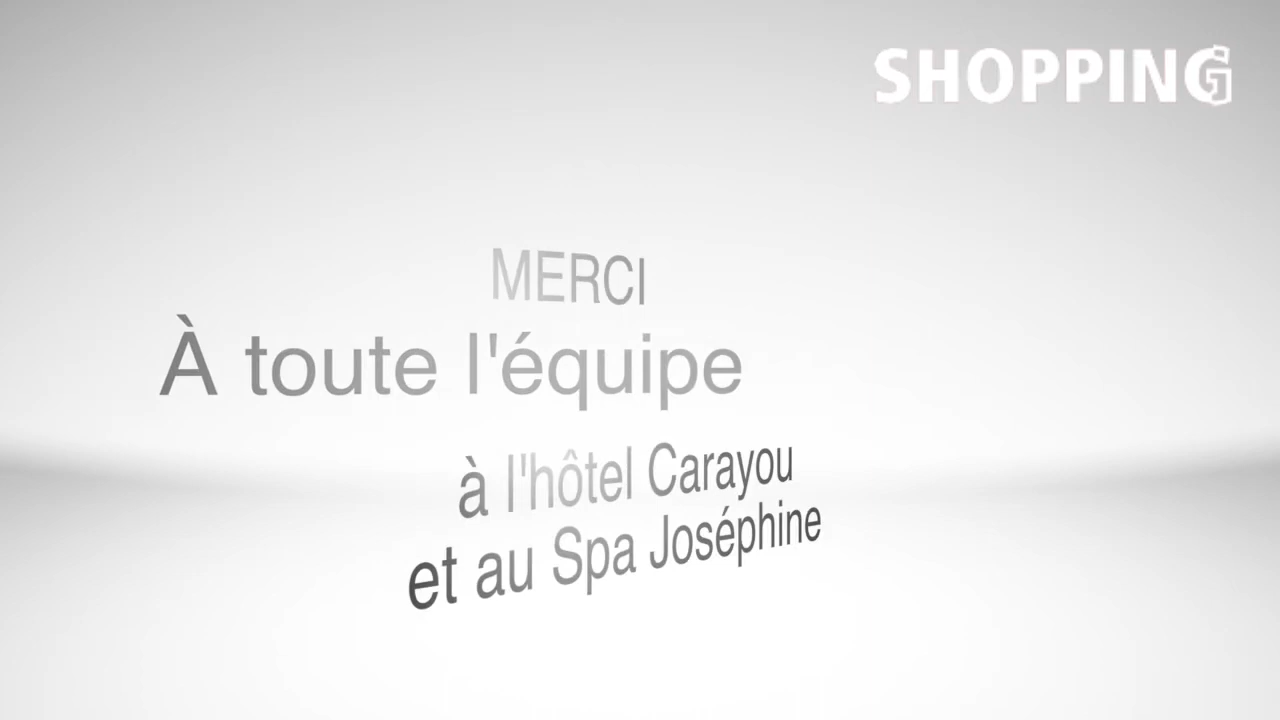 SHOPPING
MERCI
À toute l'équipe
à l'hôtel Carayou
et au Spa Joséphine